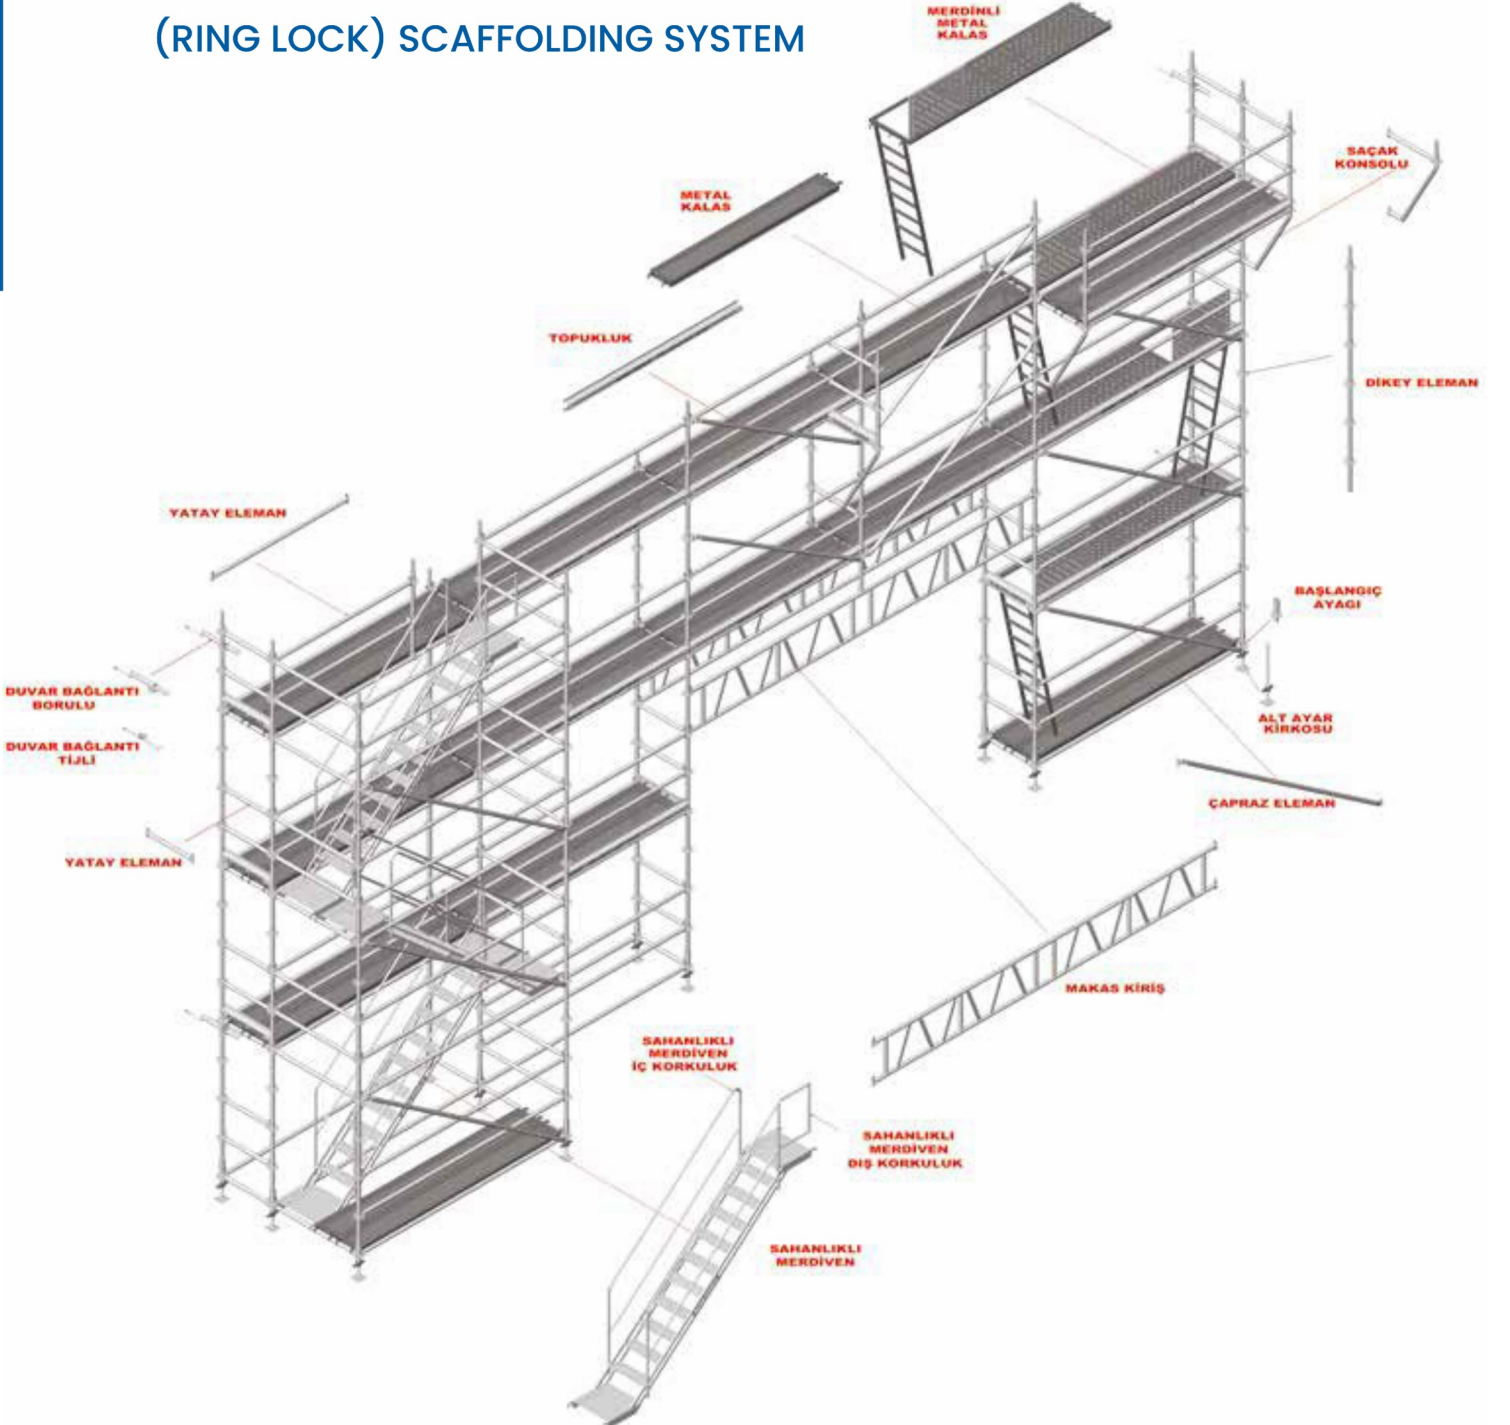 (RING LOCK) SCAFFOLDING SYSTEM
MERDİNLİ
METAL
KALAS
SAÇAK
KONSOLU
METAL
KALAS
TOPUKLUK
DİKEY ELEMAN
YATAY ELEMAN
BAŞLANGIÇ
AYAGI
DUVAR BAĞLANTI
BORULU
ALT AYAR
KİRKOSU
DUVAR BAĞLANTI
TİJLİ
ÇAPRAZ ELEMAN
YATAY ELEMAN
MAKAS KİRİŞ
SAHANLIKLI
MERDİVEN
İÇ KORKULUK
SAHANLIKLI
MERDİVEN
DIŞ KORKULUK
SAHANLIKLI
MERDİVEN